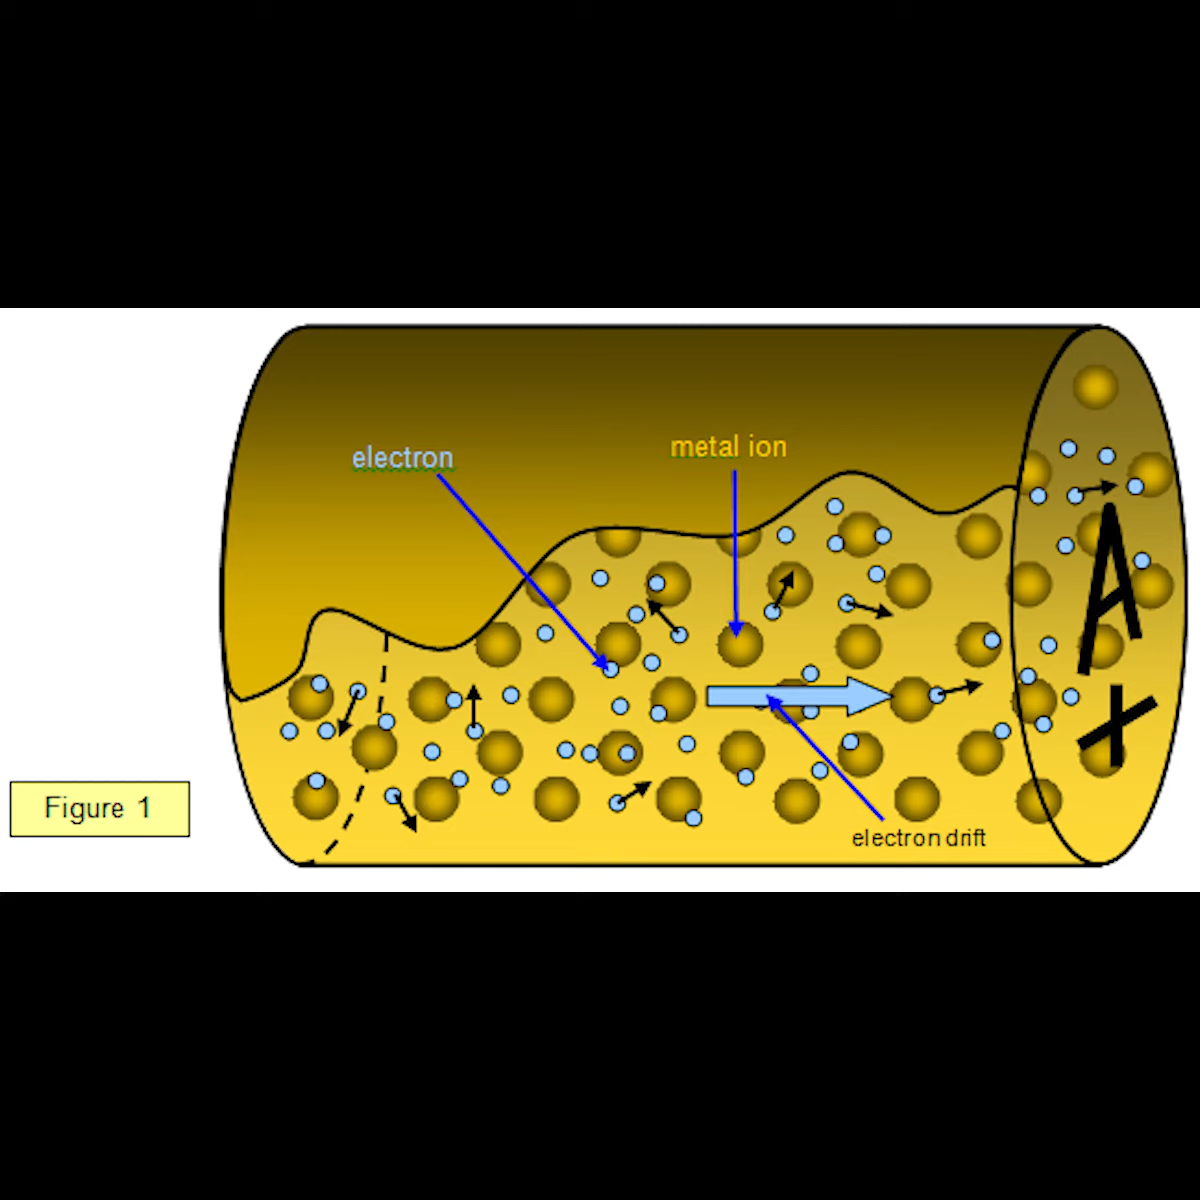 electron
metal ion
A
+
Figure 1
electron drift